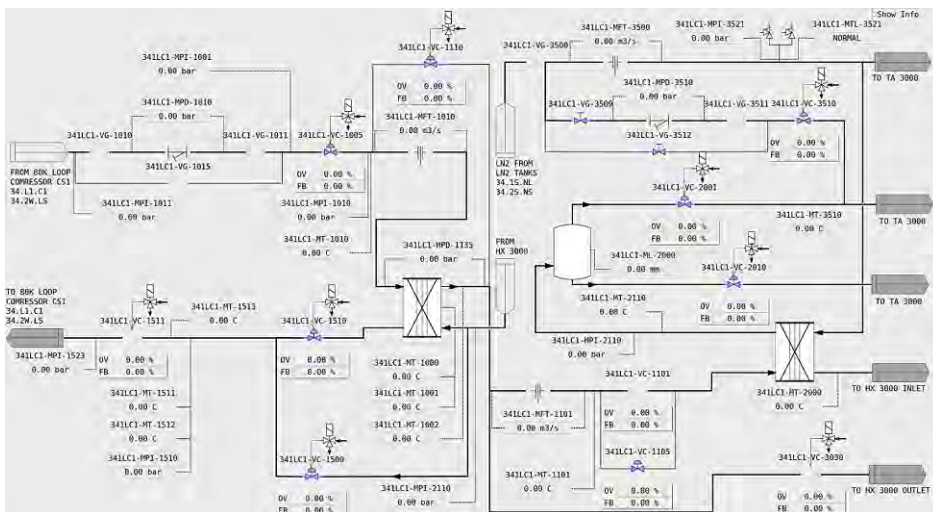 Show Info
341LC1-MFT-3500
0.00 m3/s
341LC1-MPI-3521
0.00 bar
341LC1-MTL-3521
NORMAL
341LC1-VC-1110
OV 0.00 %
FB 0.00 %
341LC1-VG-3500
TO TA 3000
341LC1-MPI-1001
0.00 bar
341LC1-MPD-1010
0.00 bar
341LC1-MFT-1010
0.00 m3/s
341LC1-MPD-3510
0.00 bar
341LC1-VG-3509
341LC1-VG-3511
341LC1-VC-3510
OV 0.00 %
FB 0.00 %
341LC1-VG-1010
341LC1-VG-1011
341LC1-VC-1005
OV 0.00 %
FB 0.00 %
341LC1-VG-3512
341LC1-VG-1015
FROM 80K LOOP
COMRESSOR CS1
34.L1.C1
34.2W.LS
LN2 FROM
LN2 TANKS
34.1S.NL
34.2S.NS
341LC1-VC-2001
OV 0.00 %
FB 0.00 %
341LC1-MPI-1011
0.00 bar
341LC1-MPI-1010
0.00 bar
341LC1-MT-3510
0.00 C
TO TA 3000
341LC1-MT-1010
0.00 C
341LC1-MPD-1135
0.00 bar
FROM
HX 3000
341LC1-ML-2000
0.00 mm
341LC1-VC-2010
OV 0.00 %
FB 0.00 %
TO TA 3000
TO 80K LOOP
COMRESSOR CS1
34.L1.C1
34.2W.LS
341LC1-MT-1513
0.00 C
341LC1-VC-1511
OV 0.00 %
FB 0.00 %
341LC1-VC-1510
OV 0.00 %
FB 0.00 %
341LC1-MT-2110
0.00 C
341LC1-MPI-2110
0.00 bar
341LC1-MPI-1523
0.00 bar
341LC1-MT-1000
0.00 C
341LC1-VC-1101
OV 0.00 %
FB 0.00 %
341LC1-MT-2000
0.00 C
TO HX 3000 INLET
341LC1-MT-1511
0.00 C
341LC1-MT-1001
0.00 C
341LC1-MFT-1101
0.00 m3/s
341LC1-MT-1512
0.00 C
341LC1-MT-1002
0.00 C
341LC1-MPI-1510
0.00 bar
341LC1-VC-1500
OV 0.00 %
FB 0.00 %
341LC1-VC-1105
OV 0.00 %
FB 0.00 %
341LC1-VC-3030
OV 0.00 %
FB 0.00 %
341LC1-MT-1101
0.00 C
341LC1-MPI-2110
0.00 bar
TO HX 3000 OUTLET